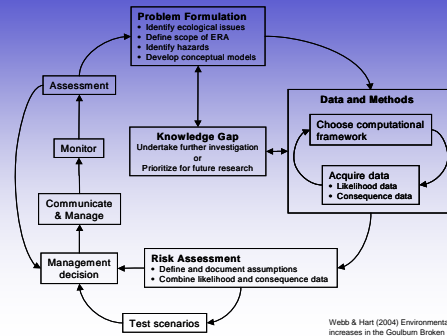 Problem Formulation
• Identify ecological issues
• Define scope of ERA
• Identify hazards
• Develop conceptual models
Assessment
Data and Methods
Choose computational
framework
Knowledge Gap
Undertake further investigation
or
Prioritize for future research
Monitor
Acquire data
• Likelihood data
• Consequence data
Communicate
& Manage
Risk Assessment
• Define and document assumptions
• Combine likelihood and consequence data
Management
decision
Test scenarios
Webb & Hart (2004) Environmenta
increases in the Goulburn Broken